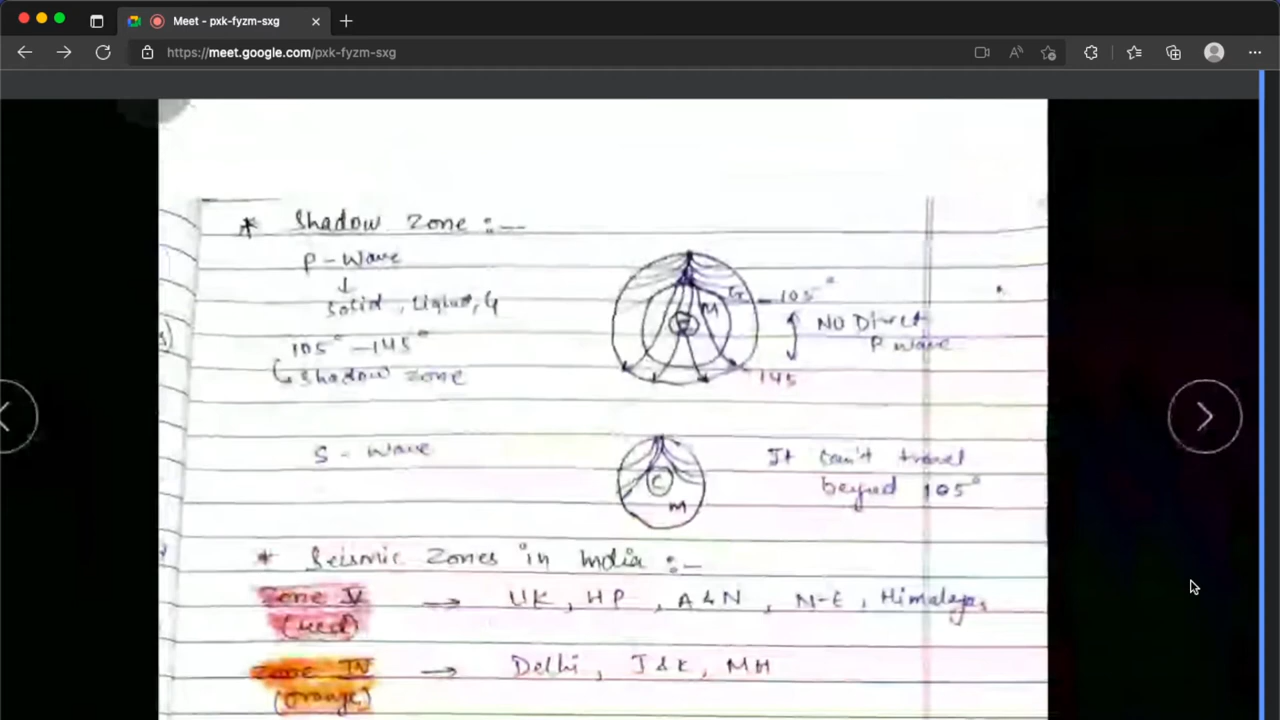 Meet - pxk-fyzm-sxg
https://meet.google.com/pxk-fyzm-sxg
* Shadow Zone :-
P - Wave
↓
Solid , Liquid, G
105° - 145°
Shadow zone
M
105°
No Direct
P wave
145
S - Wave
C
M
It can't travel
beyond 105°
* Seismic Zones in India :-
Zone V → UK , HP , A&N , N-E , Himalayas
(Red)
Zone IV → Delhi , J&K , MH
(Orange)